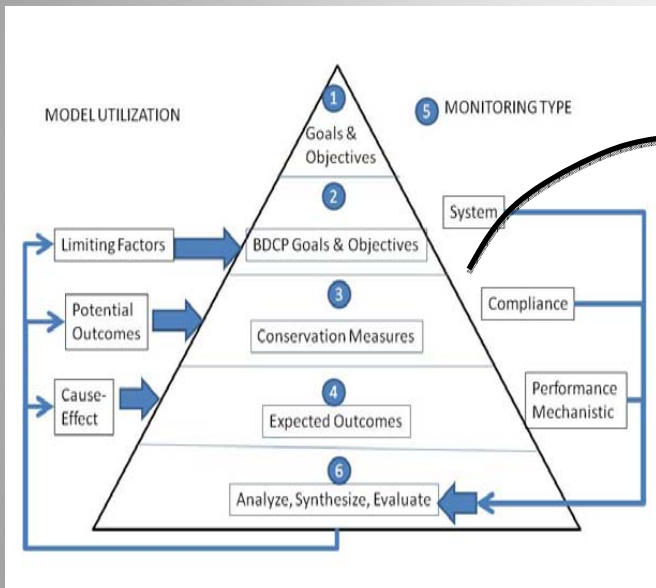 MODEL UTILIZATION
5 MONITORING TYPE
1
Goals &
Objectives
2
BDCP Goals & Objectives
Limiting Factors
System
3
Conservation Measures
Potential
Outcomes
Compliance
4
Expected Outcomes
Cause-
Effect
Performance
Mechanistic
6
Analyze, Synthesize, Evaluate